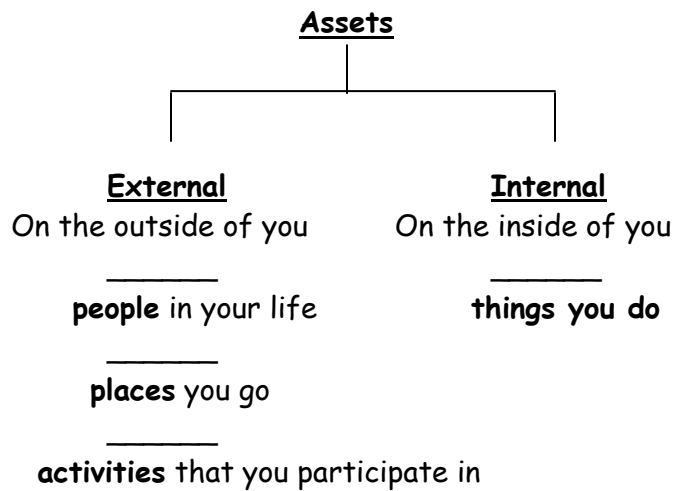 Assets
External
On the outside of you
______
people in your life
______
places you go
______
activities that you participate in
Internal
On the inside of you
______
things you do